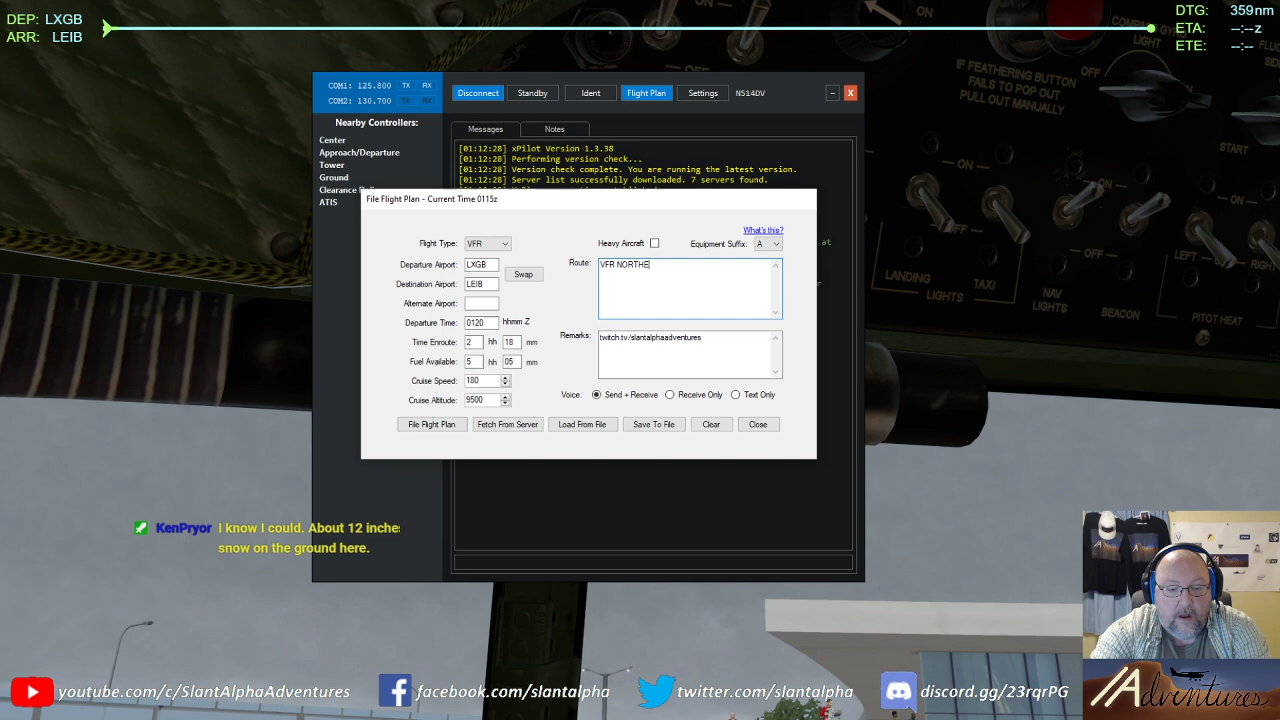 DEP: LXGB
ARR: LEIB
DTG: 359nm
ETA: --:--z
ETE: --:--
COMPASS
LIGHT
IF FEATHERING BUTTON
FAILS TO POP OUT
PULL OUT MANUALLY
START
LANDING
LIGHTS
TAXI
NAV
LIGHTS
BEACON
PITOT HEAT
COM1: 125.800 TX RX
COM2: 130.700 TX RX
Disconnect Standby Ident Flight Plan Settings N514DV – X
Nearby Controllers:
Center
Approach/Departure
Tower
Ground
Clearance
ATIS
Messages Notes
[01:12:28] xPilot Version 1.3.38
[01:12:28] Performing version check...
[01:12:28] Version check complete. You are running the latest version.
[01:12:28] Server list successfully downloaded. 7 servers found.
at
File Flight Plan - Current Time 0115z
What's this?
Flight Type: VFR
Heavy Aircraft
Equipment Suffix: A
Departure Airport: LXGB
Swap
Route: VFR NORTHE
Destination Airport: LEIB
Alternate Airport:
Departure Time: 0120 hhmm Z
Time Enroute: 2 hh 18 mm
Remarks: twitch.tv/slantalphaadventures
Fuel Available: 5 hh 05 mm
Cruise Speed: 180
Cruise Altitude: 9500
Voice: Send + Receive Receive Only Text Only
File Flight Plan Fetch From Server Load From File Save To File Clear Close
KenPryor I know I could. About 12 inche
snow on the ground here.
youtube.com/c/SlantAlphaAdventures
facebook.com/slantalpha
twitter.com/slantalpha
discord.gg/23rqrPG
Adventures